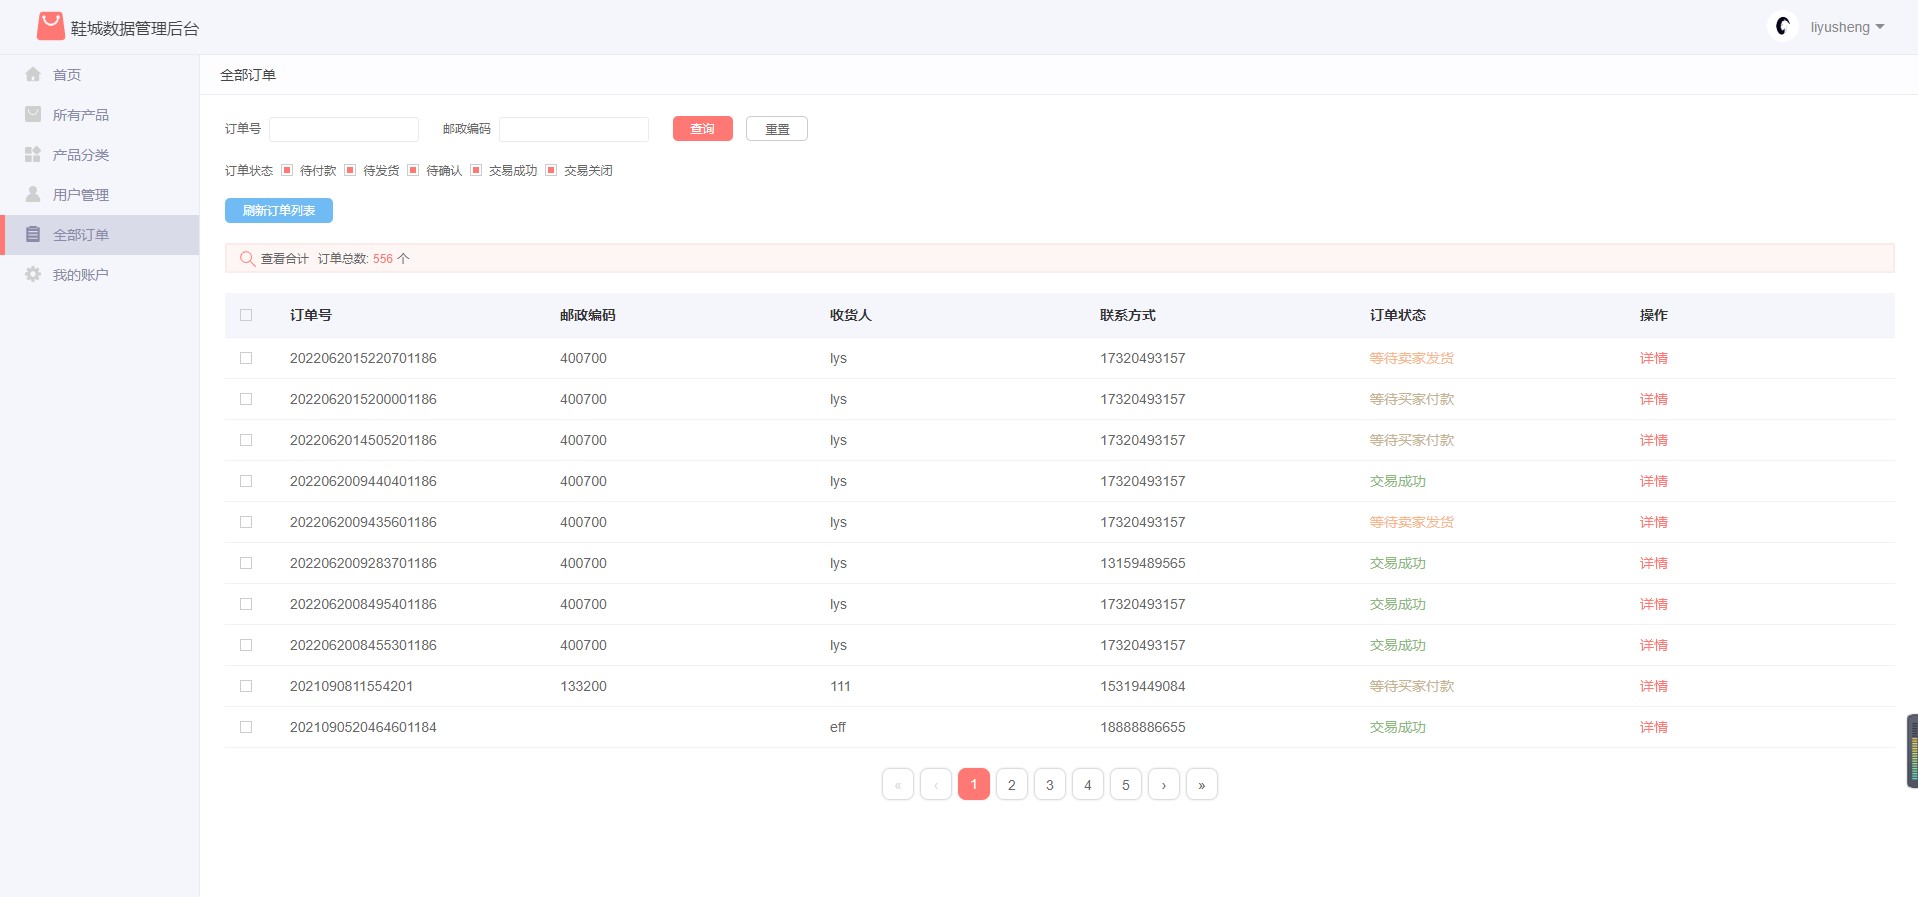 鞋城数据管理后台
liyusheng
首页
所有产品
产品分类
用户管理
全部订单
我的账户
全部订单
订单号 邮政编码 查询 重置
订单状态 待付款 待发货 待确认 交易成功 交易关闭
刷新订单列表
查看合计 订单总数: 556 个
订单号 邮政编码 收货人 联系方式 订单状态 操作
2022062015220701186 400700 lys 17320493157 等待卖家发货 详情
2022062015200001186 400700 lys 17320493157 等待买家付款 详情
2022062014505201186 400700 lys 17320493157 等待买家付款 详情
2022062009440401186 400700 lys 17320493157 交易成功 详情
2022062009435601186 400700 lys 17320493157 等待卖家发货 详情
2022062009283701186 400700 lys 13159489565 交易成功 详情
2022062008495401186 400700 lys 17320493157 交易成功 详情
2022062008455301186 400700 lys 17320493157 交易成功 详情
2021090811554201 133200 111 15319449084 等待买家付款 详情
2021090520464601184 eff 18888886655 交易成功 详情
« ‹ 1 2 3 4 5 › »